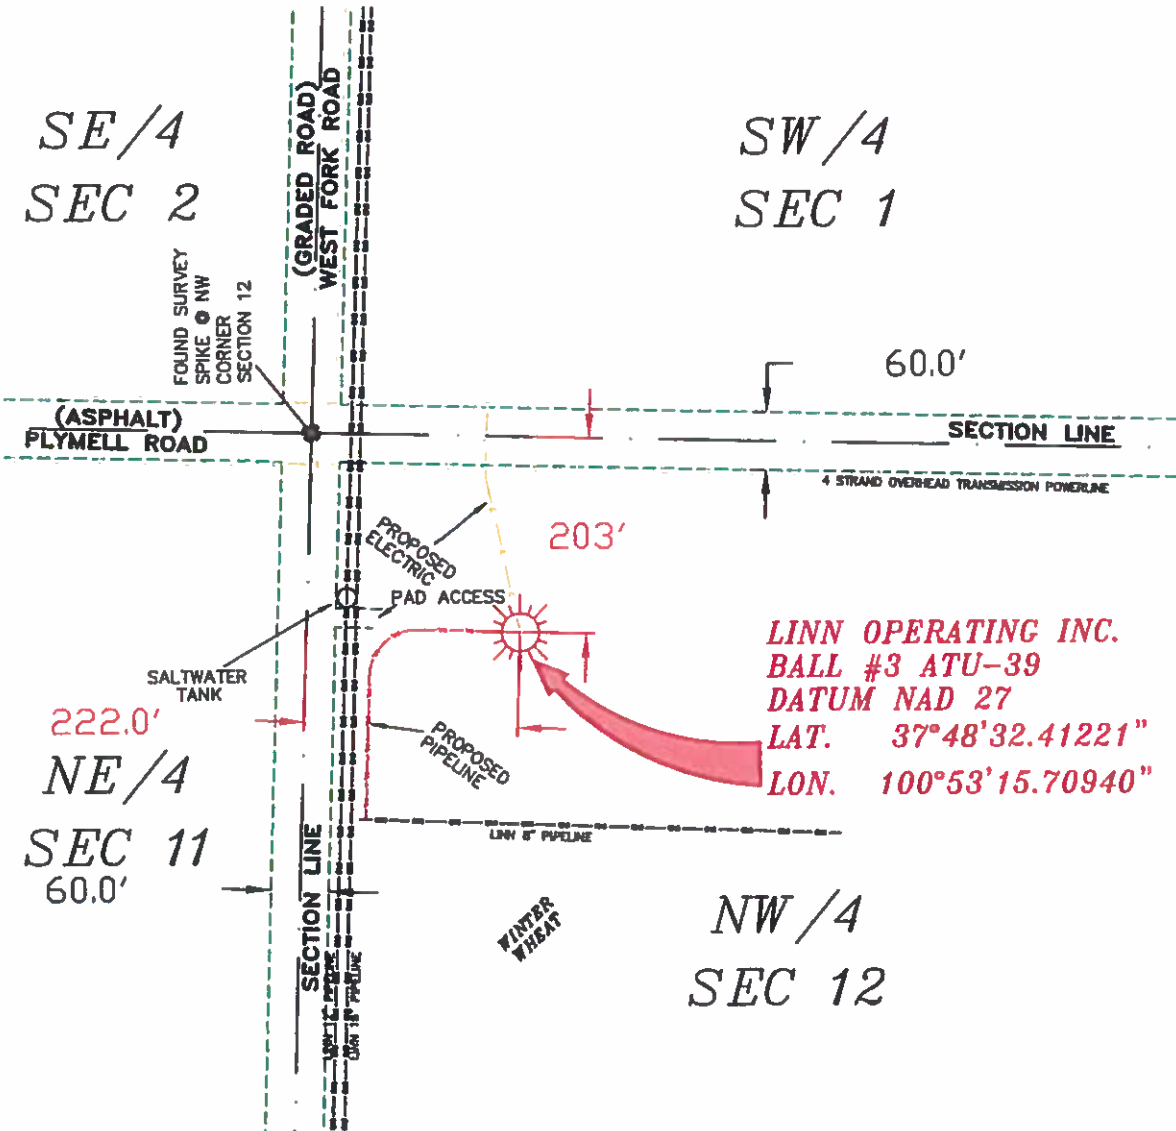 SE/4
SEC 2
(GRADED ROAD)
WEST FORK ROAD
SW/4
SEC 1
FOUND SURVEY
SPIKE @ NW
CORNER
SECTION 12
60.0'
(ASPHALT)
PLYMELL ROAD
SECTION LINE
4 STRAND OVERHEAD TRANSMISSION POWERLINE
PROPOSED
ELECTRIC
203'
PAD ACCESS
SALTWATER
TANK
LINN OPERATING INC.
BALL #3 ATU-39
DATUM NAD 27
LAT. 37°48'32.41221"
LON. 100°53'15.70940"
222.0'
PROPOSED
PIPELINE
NE/4
SEC 11
LINN 8" PIPELINE
60.0'
SECTION LINE
WINTER
WHEAT
NW/4
SEC 12
PIPELINE
PIPELINE